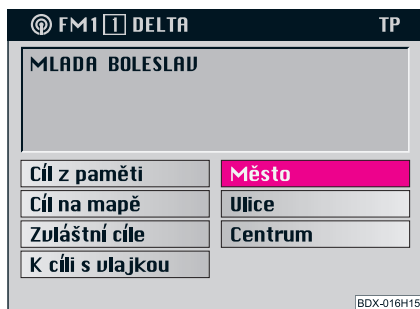 FM1 1 DELTA TP
MLADA BOLESLAV
Cíl z paměti Město
Cíl na mapě Ulice
Zvláštní cíle Centrum
K cíli s vlajkou
BDX-016H15